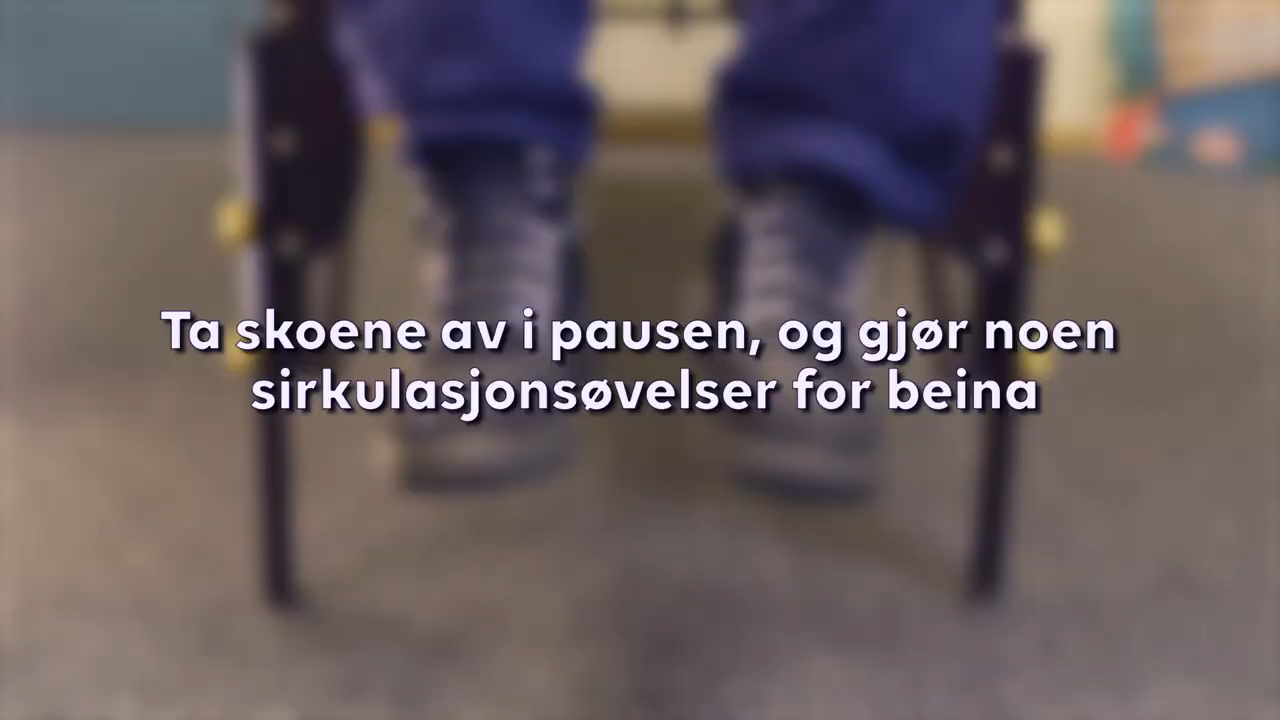 Ta skoene av i pausen, og gjør noen
sirkulasjonsøvelser for beina